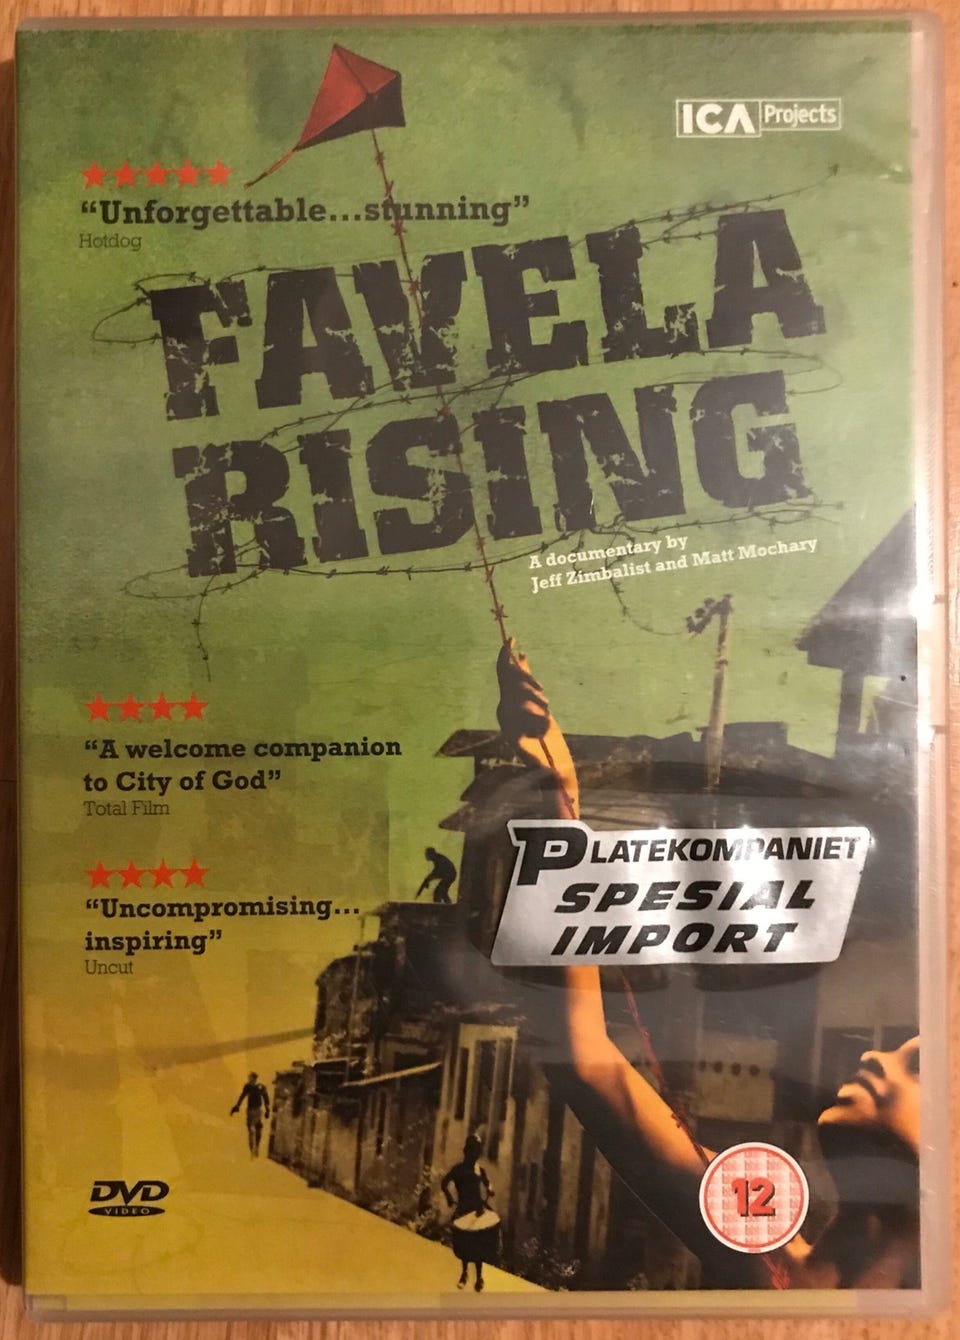 ICA Projects
"Unforgettable...stunning"
Hotdog
FAVELA
RISING
A documentary by
Jeff Zimbalist and Matt Mochary
"A welcome companion
to City of God"
Total Film
PLATEKOMPANIET
SPESIAL
IMPORT
"Uncompromising...
inspiring"
Uncut
DVD
VIDEO
12